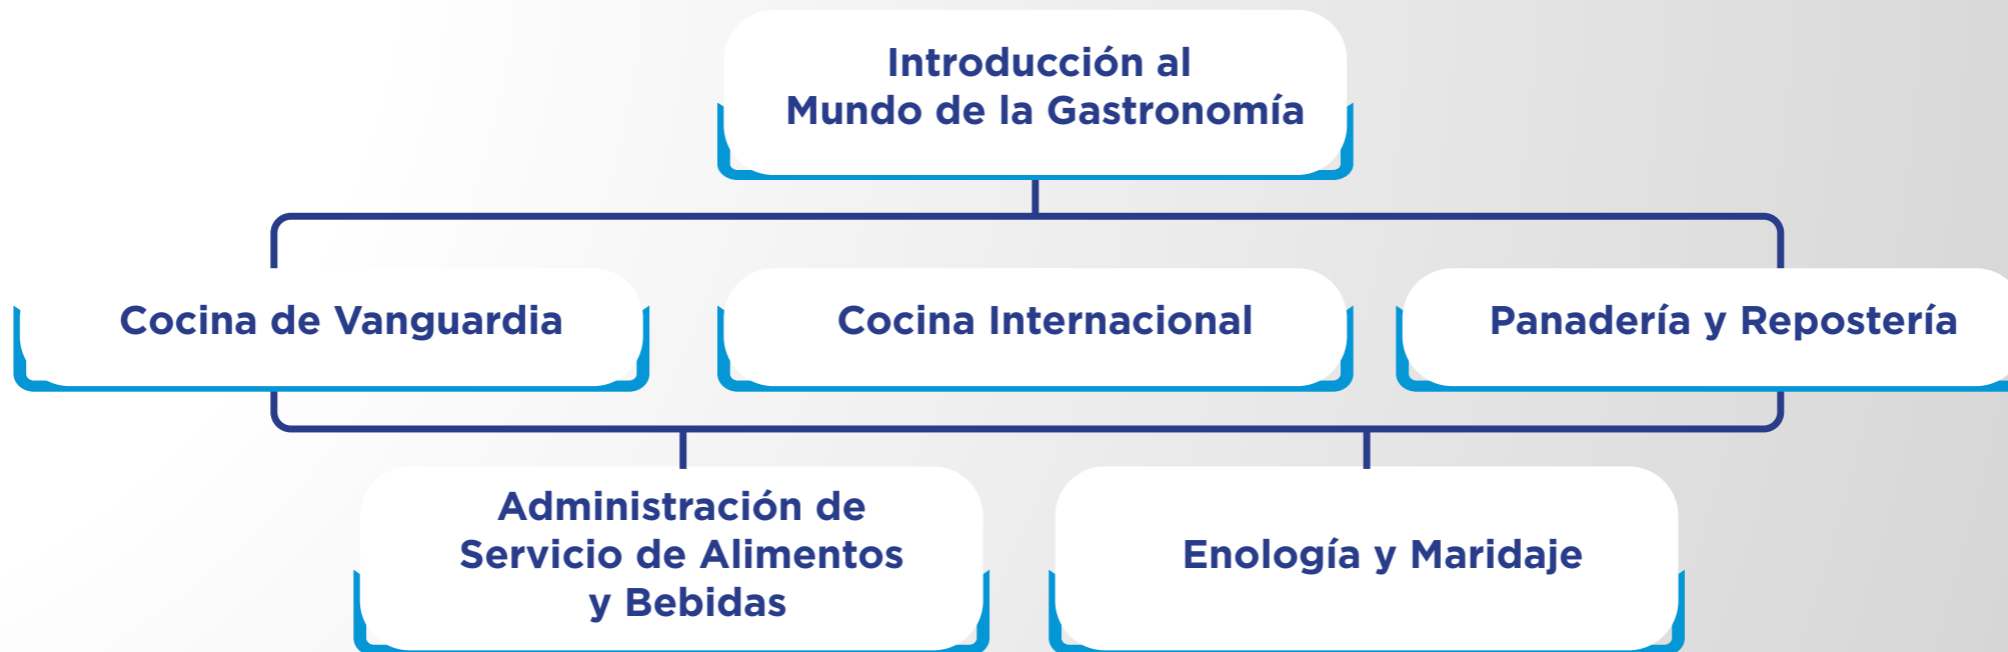 Introducción al
Mundo de la Gastronomía
Cocina de Vanguardia
Cocina Internacional
Panadería y Repostería
Administración de
Servicio de Alimentos
y Bebidas
Enología y Maridaje